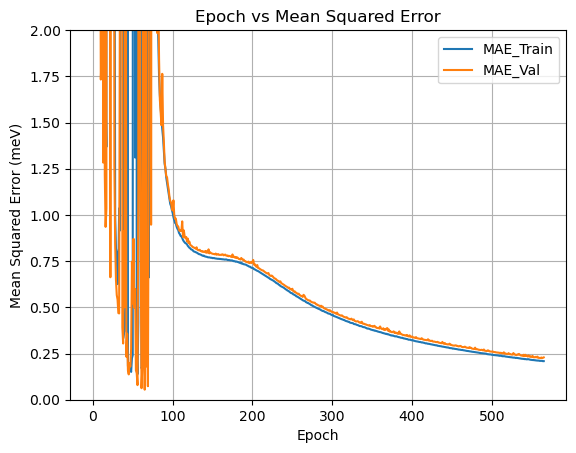 Epoch vs Mean Squared Error
Mean Squared Error (meV)
2.00
1.75
1.50
1.25
1.00
0.75
0.50
0.25
0.00
MAE_Train
MAE_Val
0 100 200 300 400 500
Epoch